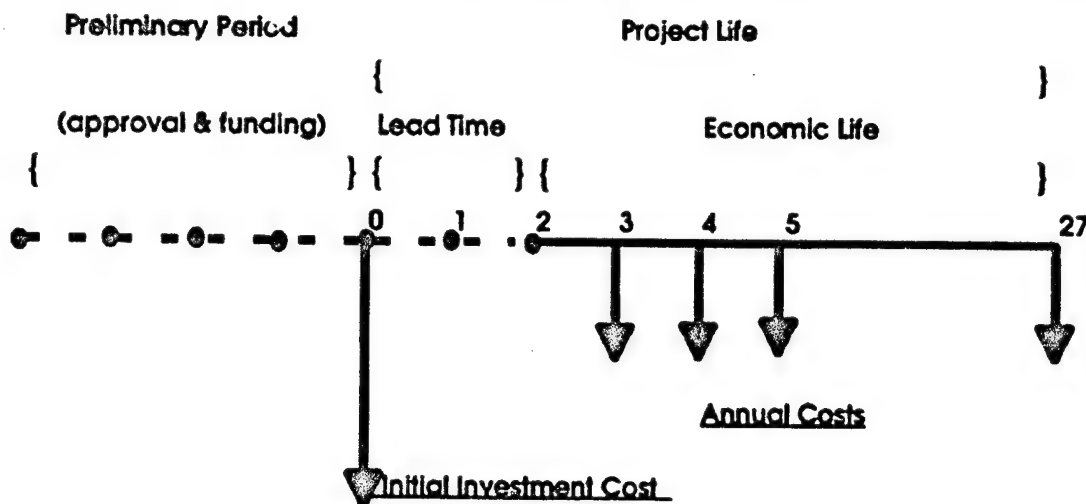 Preliminary Period
Project Life
{ }
(approval & funding)
Lead Time
Economic Life
{ } { } { }
0 1 2 3 4 5 27
Annual Costs
Initial Investment Cost